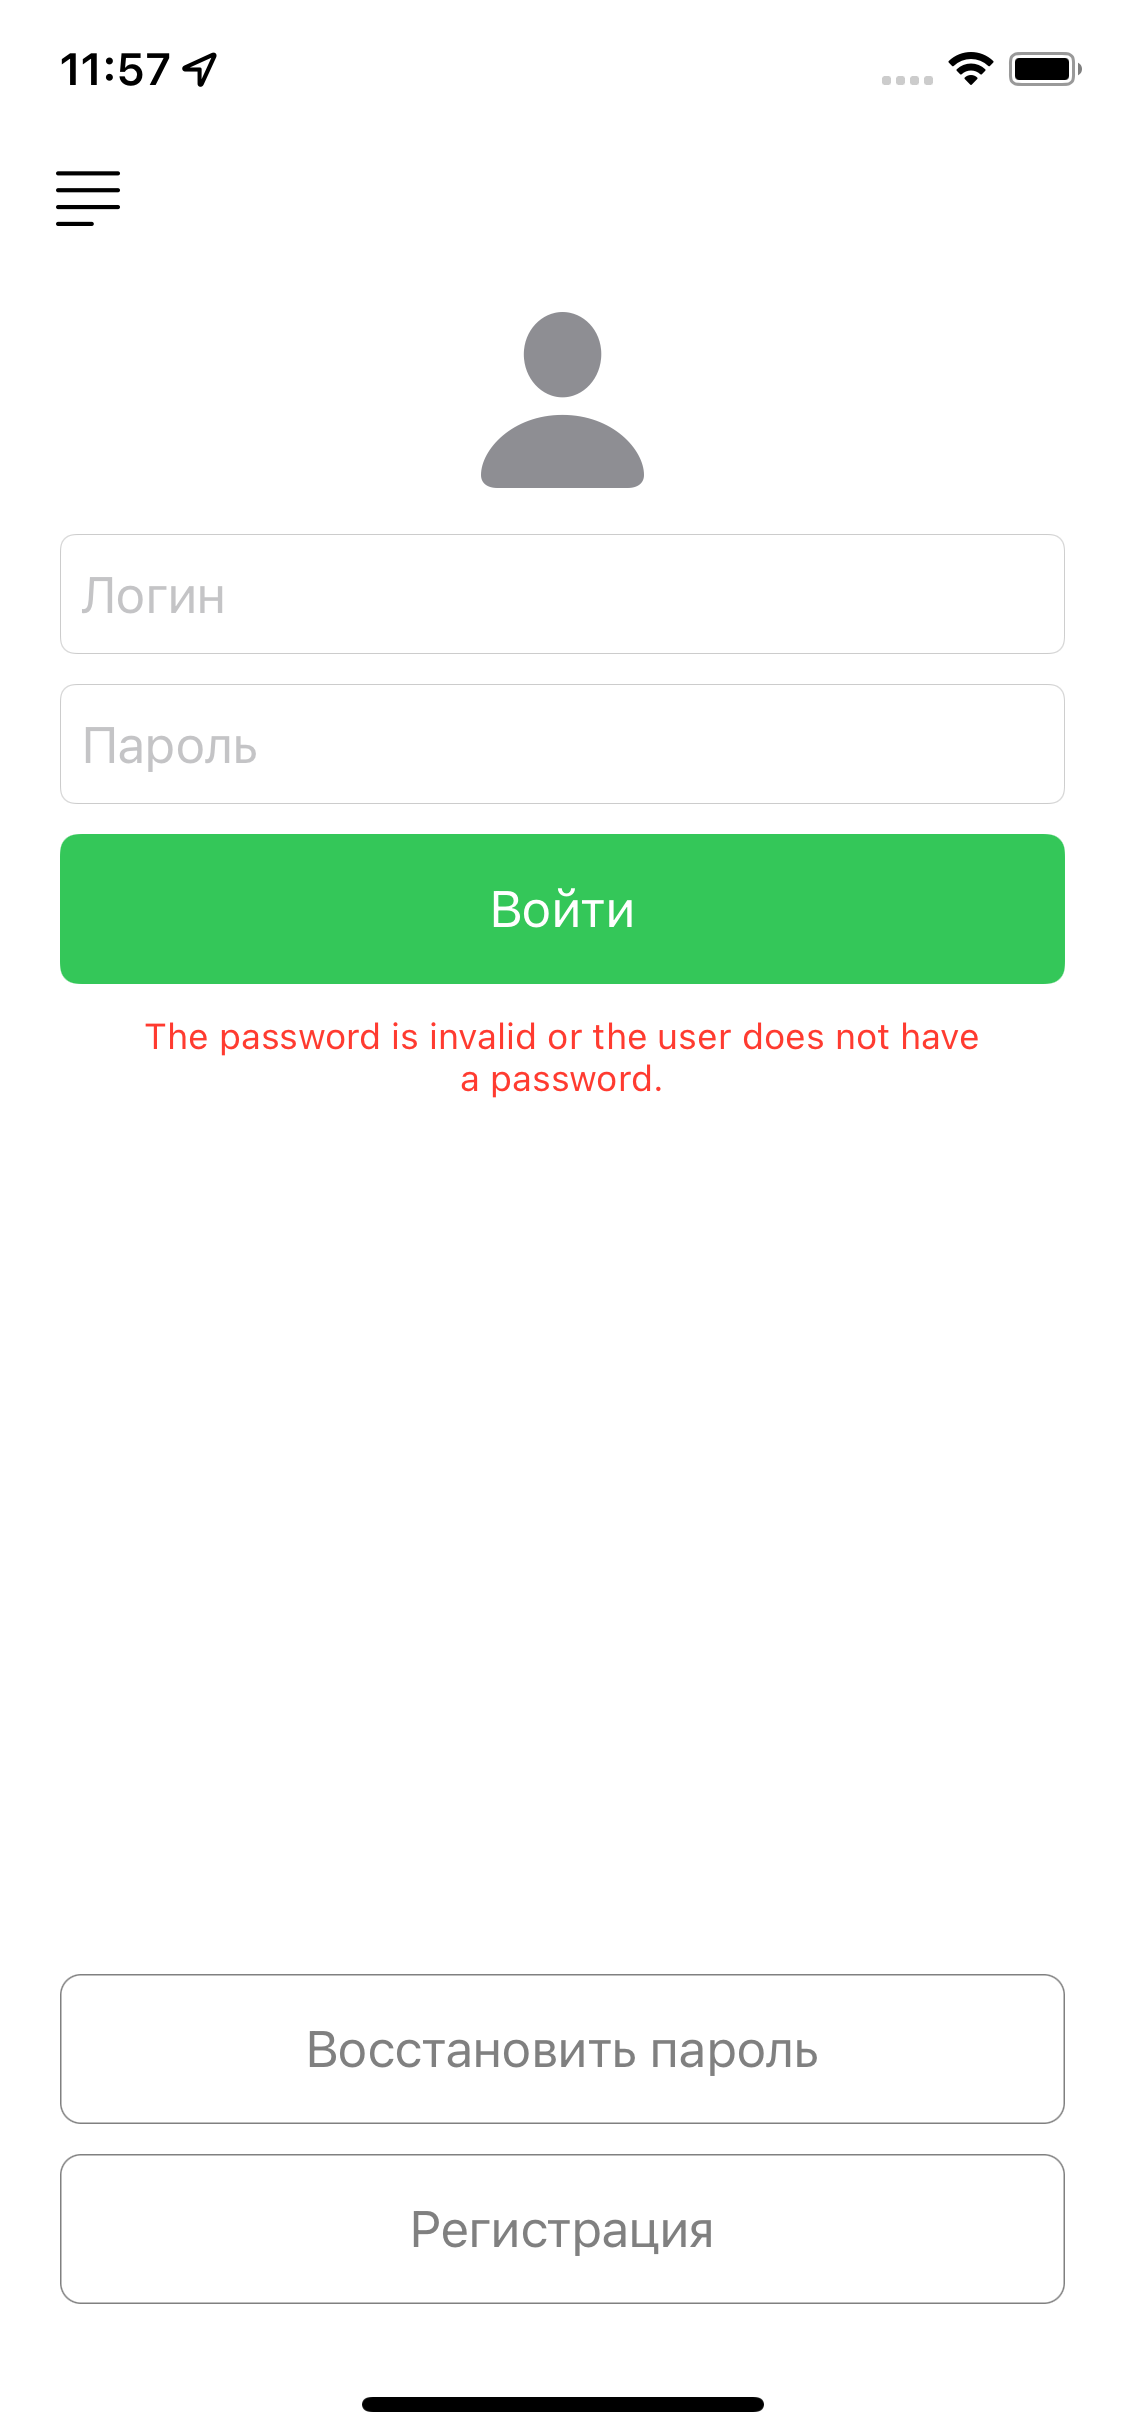 11:57
Логин
Пароль
Войти
The password is invalid or the user does not have
a password.
Восстановить пароль
Регистрация